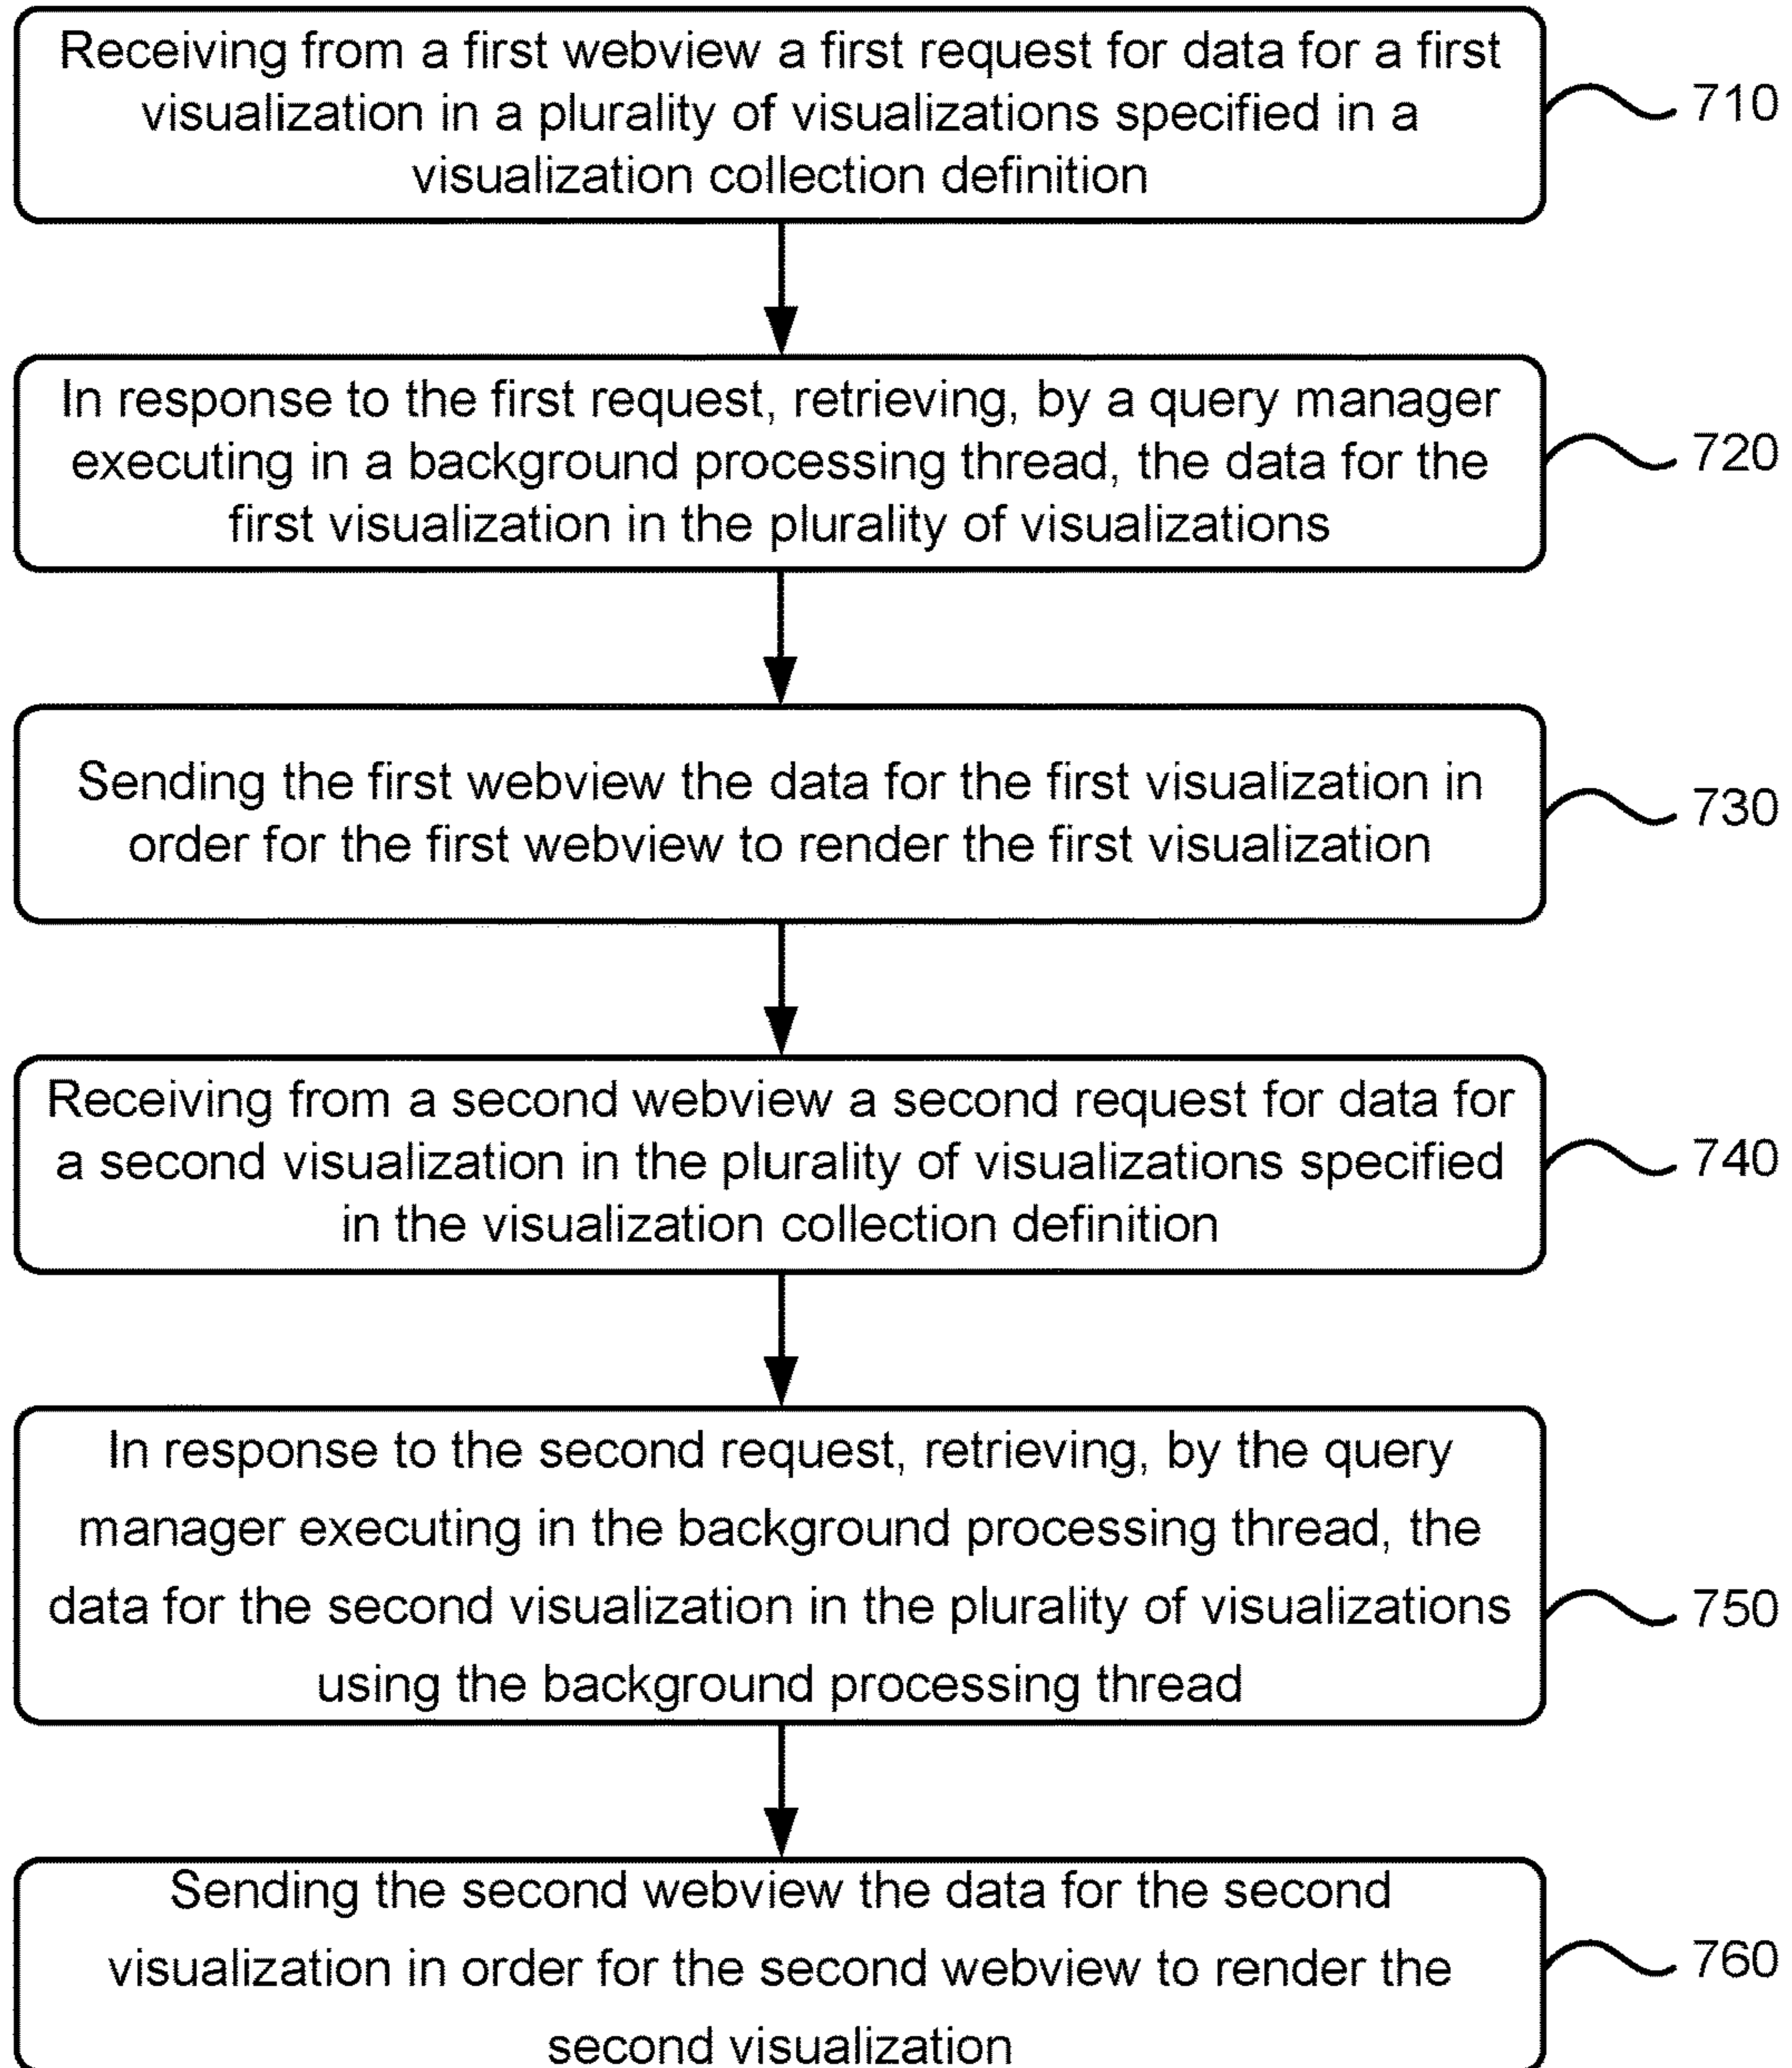 Receiving from a first webview a first request for data for a first
visualization in a plurality of visualizations specified in a
visualization collection definition
710
In response to the first request, retrieving, by a query manager
executing in a background processing thread, the data for the
first visualization in the plurality of visualizations
720
Sending the first webview the data for the first visualization in
order for the first webview to render the first visualization
730
Receiving from a second webview a second request for data for
a second visualization in the plurality of visualizations specified
in the visualization collection definition
740
In response to the second request, retrieving, by the query
manager executing in the background processing thread, the
data for the second visualization in the plurality of visualizations
using the background processing thread
750
Sending the second webview the data for the second
visualization in order for the second webview to render the
second visualization
760